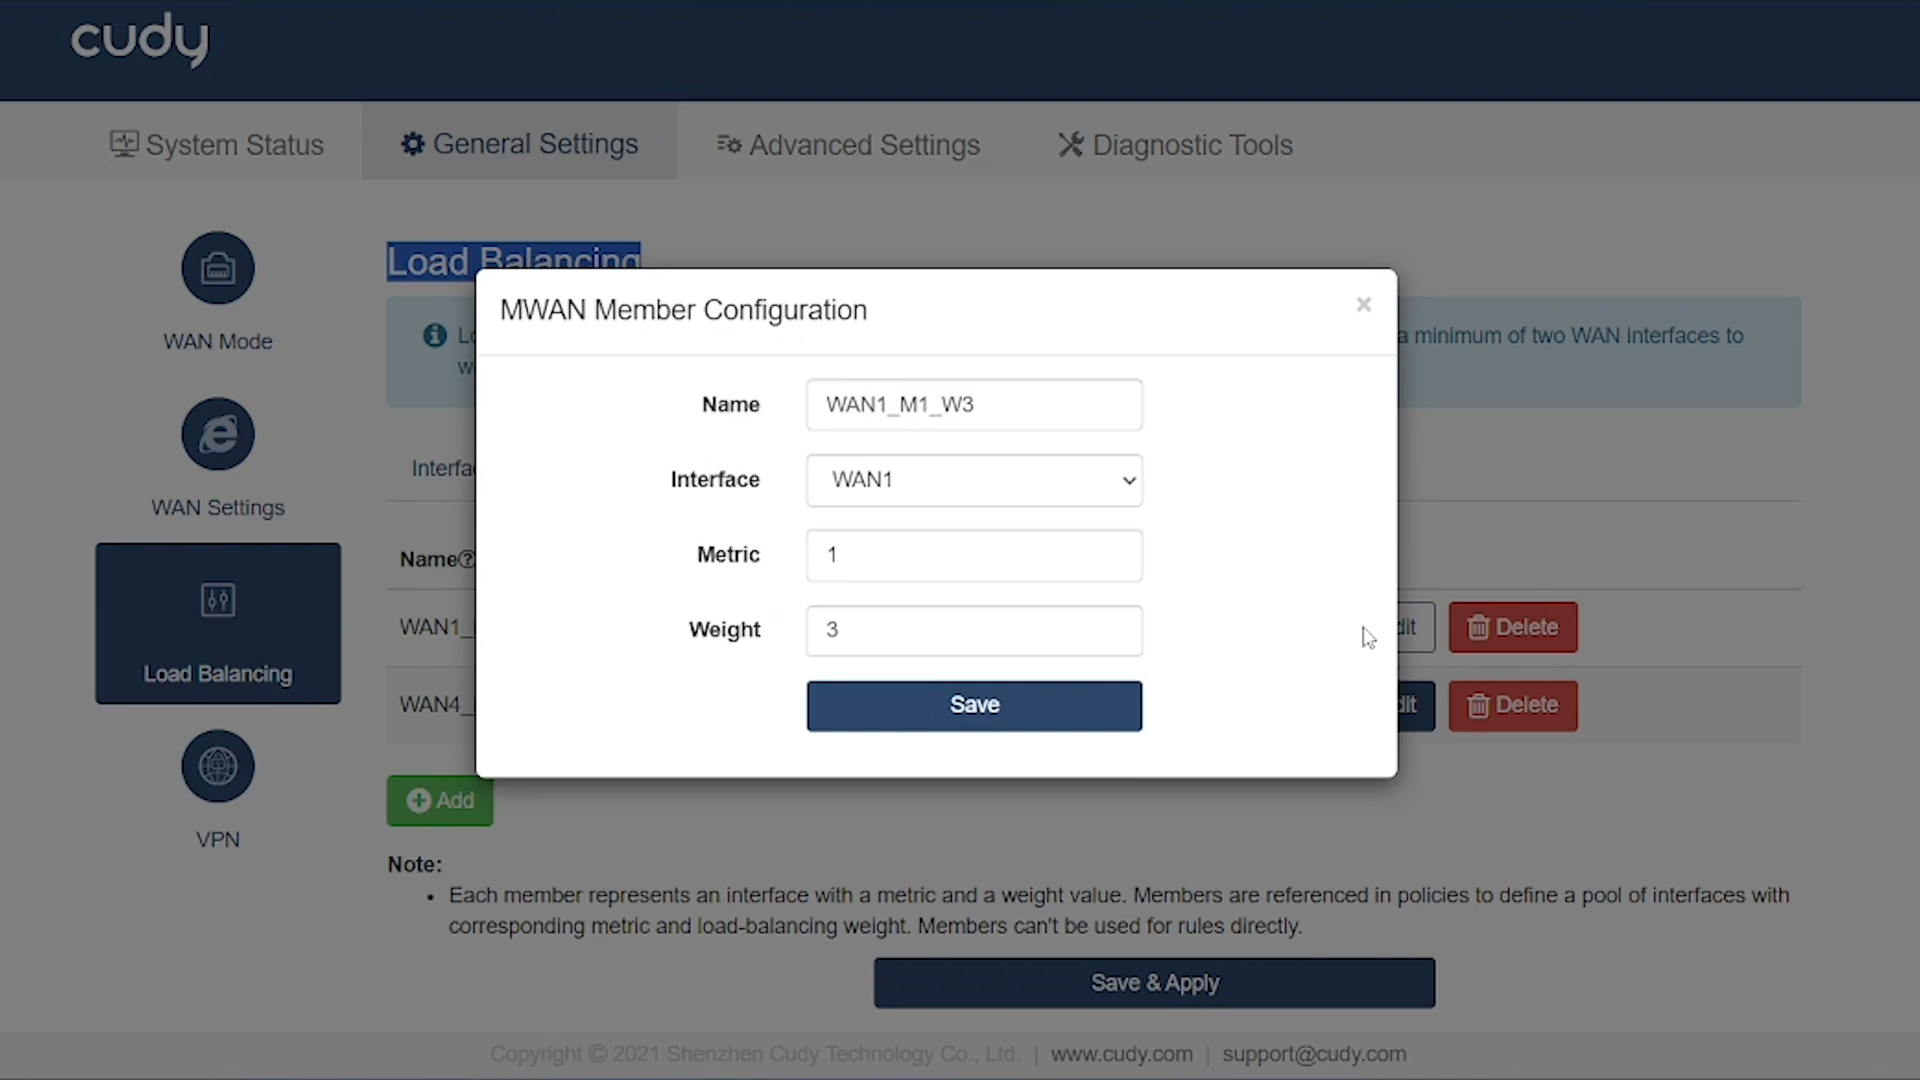 cudy
System Status
General Settings
Advanced Settings
Diagnostic Tools
WAN Mode
WAN Settings
Load Balancing
VPN
Load Balancing
a minimum of two WAN interfaces to
MWAN Member Configuration
×
Name
WAN1_M1_W3
Interface
WAN1
Metric
1
Weight
3
Save
Name
WAN1_
Delete
WAN4_
Delete
Add
Note:
• Each member represents an interface with a metric and a weight value. Members are referenced in policies to define a pool of interfaces with
corresponding metric and load-balancing weight. Members can't be used for rules directly.
Save & Apply
Copyright © 2021 Shenzhen Cudy Technology Co., Ltd. | www.cudy.com | support@cudy.com